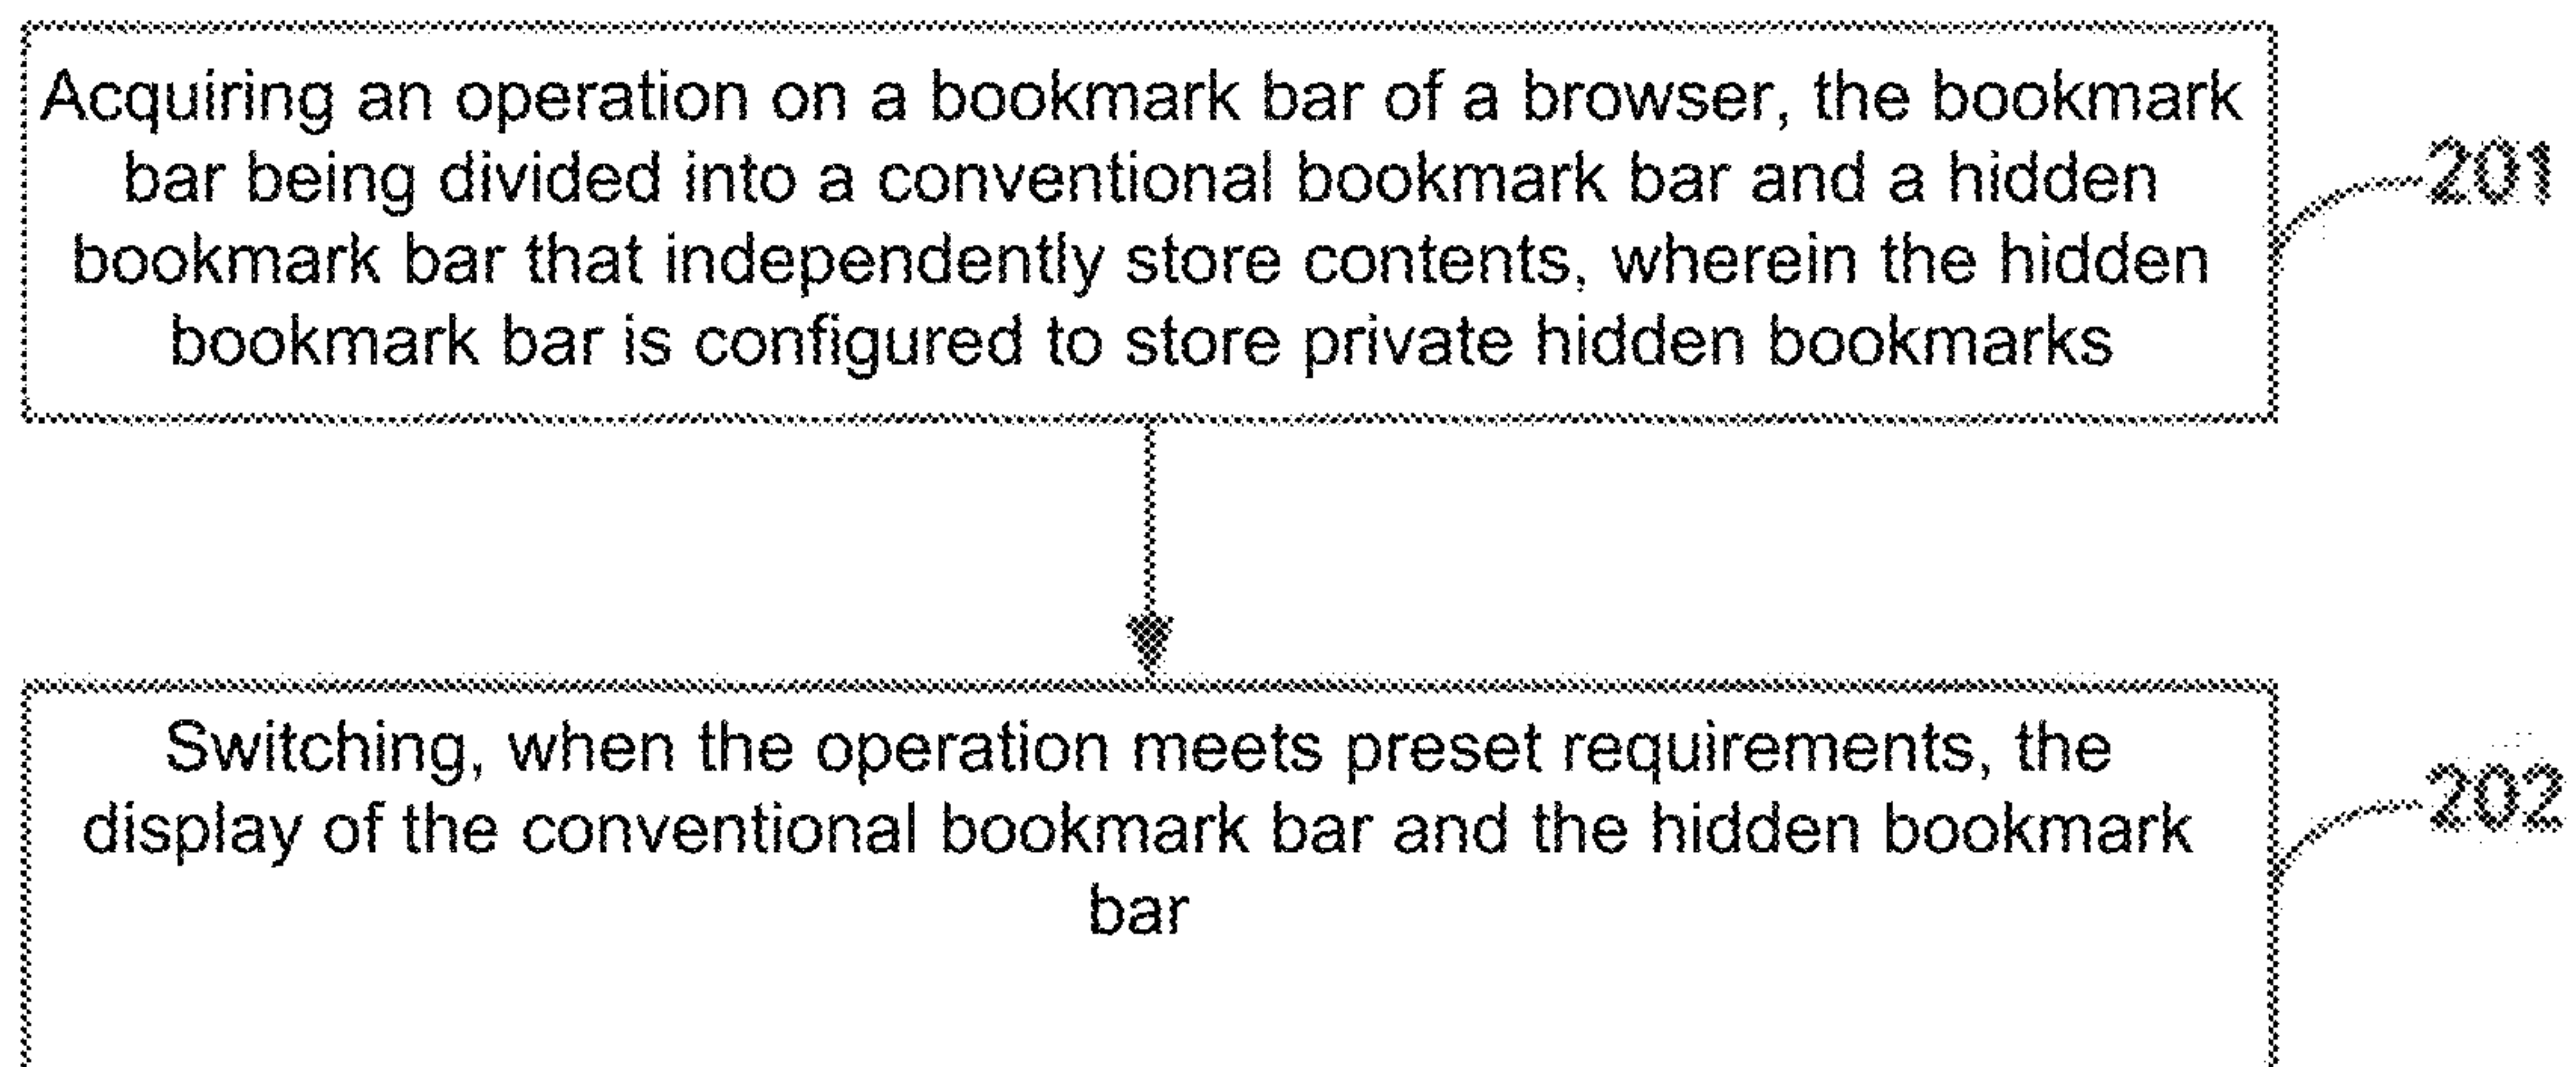 Acquiring an operation on a bookmark bar of a browser, the bookmark
bar being divided into a conventional bookmark bar and a hidden
bookmark bar that independently store contents, wherein the hidden
bookmark bar is configured to store private hidden bookmarks
201
Switching, when the operation meets preset requirements, the
display of the conventional bookmark bar and the hidden bookmark
bar
202